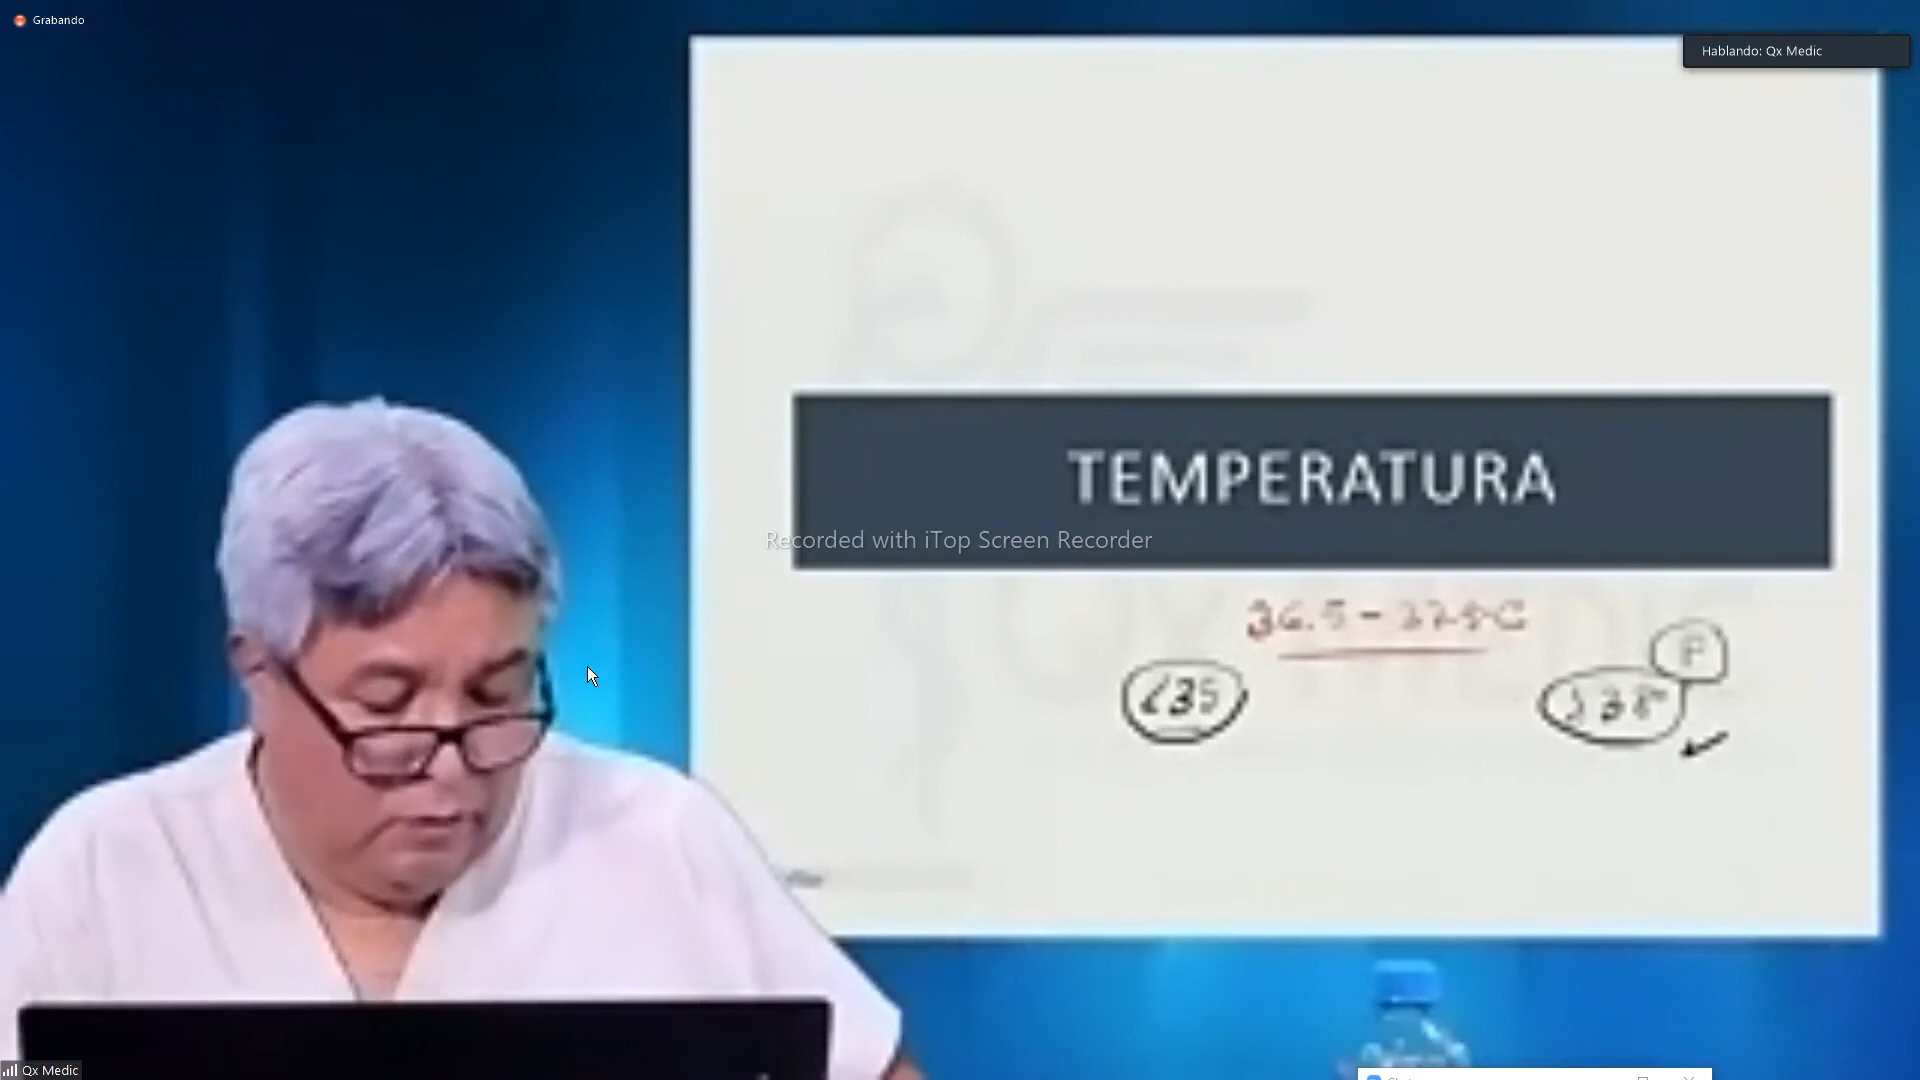 Grabando
Hablando: Qx Medic
TEMPERATURA
Recorded with iTop Screen Recorder
36.5 - 37.5°C
F
<35
>38°
Qx Medic